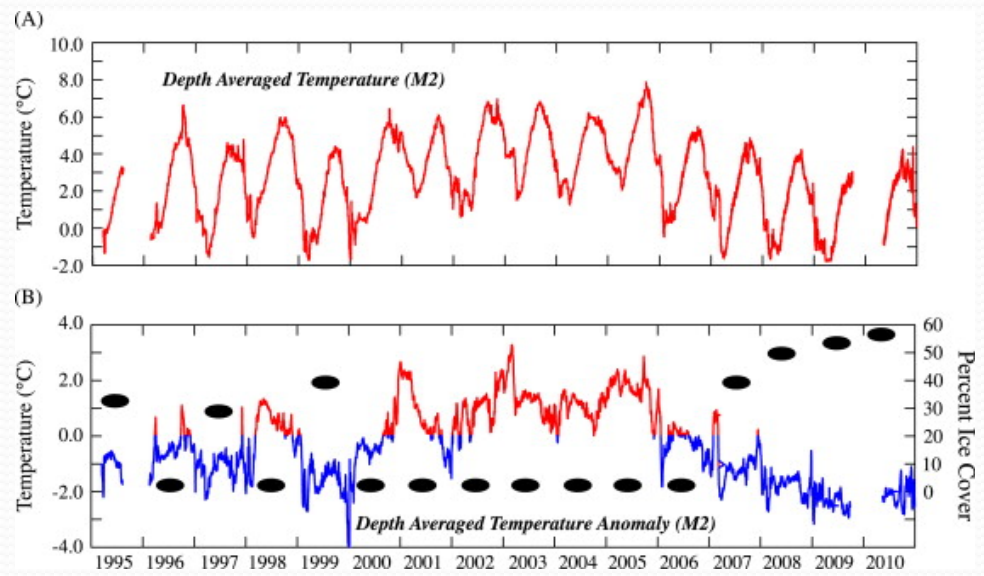 (A)
10.0
8.0
6.0
4.0
2.0
0.0
-2.0
Temperature (°C)
Depth Averaged Temperature (M2)
(B)
4.0
2.0
0.0
-2.0
-4.0
Temperature (°C)
60
50
40
30
20
10
0
Percent Ice Cover
Depth Averaged Temperature Anomaly (M2)
1995 1996 1997 1998 1999 2000 2001 2002 2003 2004 2005 2006 2007 2008 2009 2010